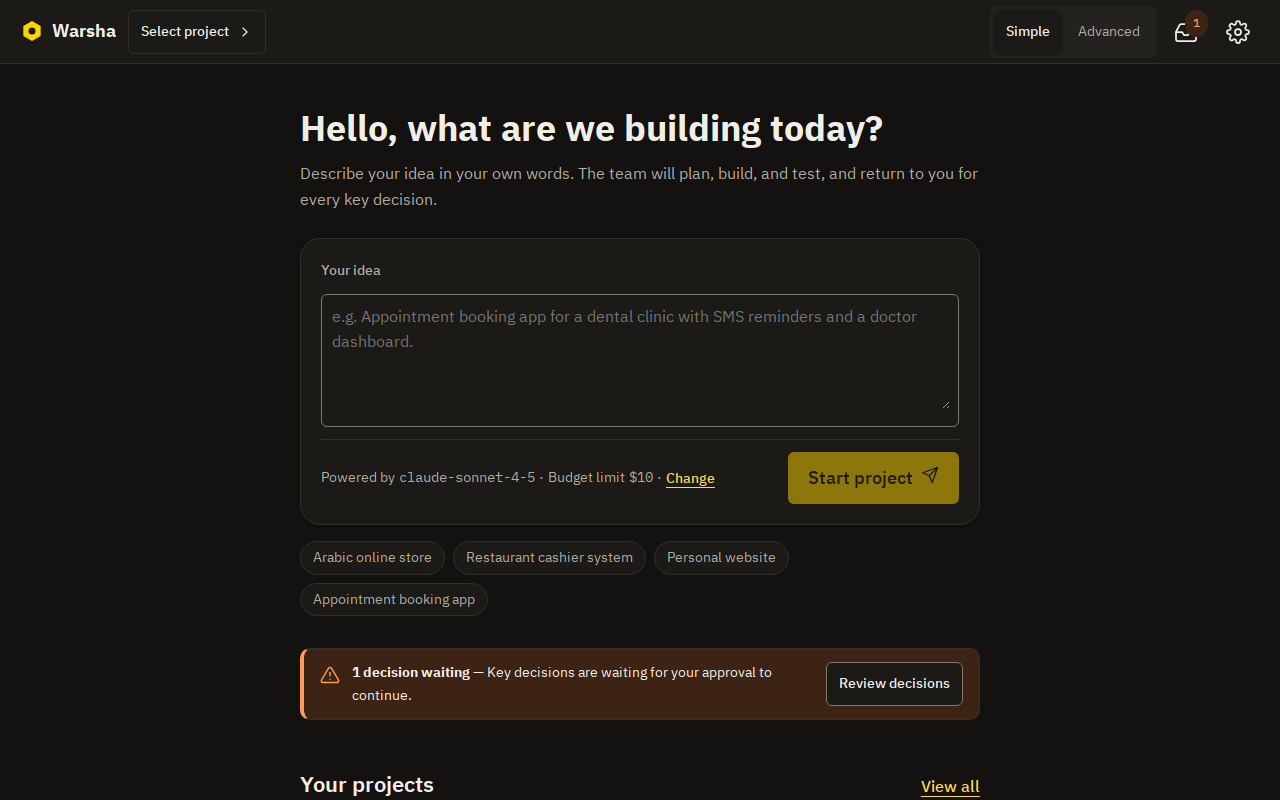 Warsha
Select project
Simple
Advanced
1
Hello, what are we building today?
Describe your idea in your own words. The team will plan, build, and test, and return to you for
every key decision.
Your idea
e.g. Appointment booking app for a dental clinic with SMS reminders and a doctor
dashboard.
Powered by claude-sonnet-4-5 · Budget limit $10 · Change
Start project
Arabic online store
Restaurant cashier system
Personal website
Appointment booking app
1 decision waiting — Key decisions are waiting for your approval to
continue.
Review decisions
Your projects
View all